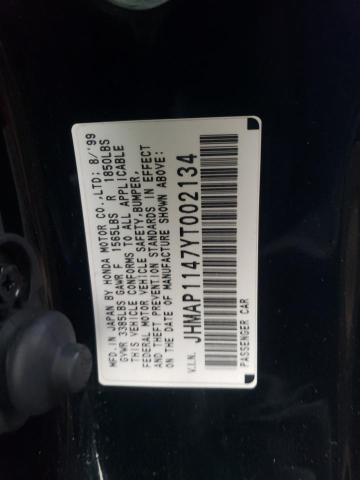 MFD. IN JAPAN BY HONDA MOTOR CO.,LTD: 8/'99
GVWR 3385LBS GAWR F 1565LBS R 1850LBS
THIS VEHICLE CONFORMS TO ALL APPLICABLE
FEDERAL MOTOR VEHICLE SAFETY,BUMPER,
AND THEFT PREVENTION STANDARDS IN EFFECT
ON THE DATE OF MANUFACTURE SHOWN ABOVE:
V.I.N. JHMAP1147YT002134
PASSENGER CAR